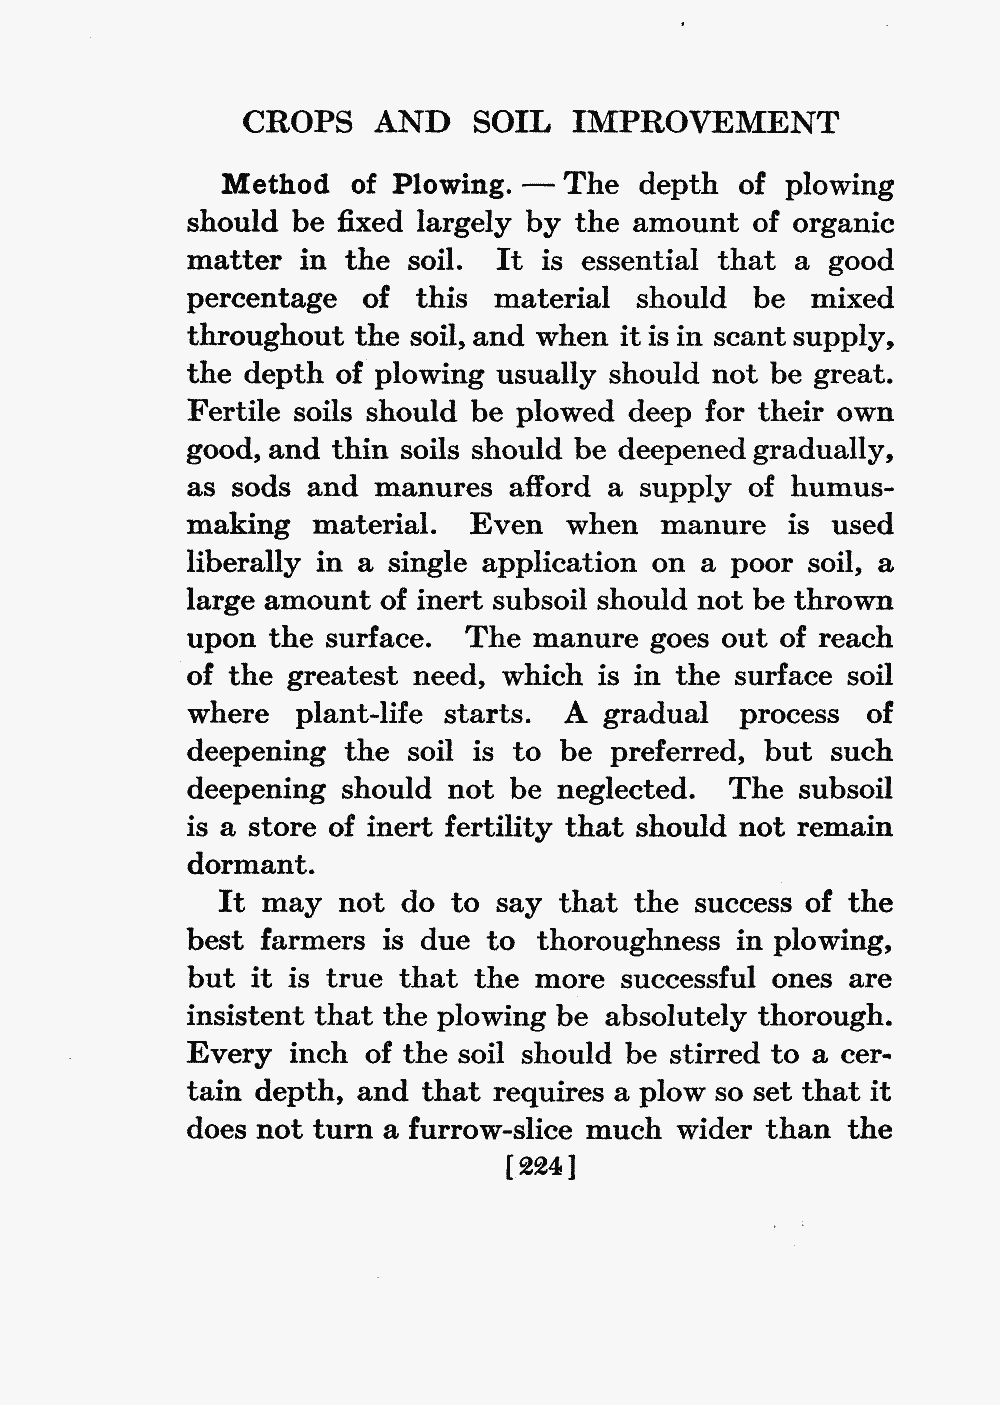 CROPS AND SOIL IMPROVEMENT
Method of Plowing. — The depth of plowing
should be fixed largely by the amount of organic
matter in the soil. It is essential that a good
percentage of this material should be mixed
throughout the soil, and when it is in scant supply,
the depth of plowing usually should not be great.
Fertile soils should be plowed deep for their own
good, and thin soils should be deepened gradually,
as sods and manures afford a supply of humus-
making material. Even when manure is used
liberally in a single application on a poor soil, a
large amount of inert subsoil should not be thrown
upon the surface. The manure goes out of reach
of the greatest need, which is in the surface soil
where plant-life starts. A gradual process of
deepening the soil is to be preferred, but such
deepening should not be neglected. The subsoil
is a store of inert fertility that should not remain
dormant.
It may not do to say that the success of the
best farmers is due to thoroughness in plowing,
but it is true that the more successful ones are
insistent that the plowing be absolutely thorough.
Every inch of the soil should be stirred to a cer-
tain depth, and that requires a plow so set that it
does not turn a furrow-slice much wider than the
[224]